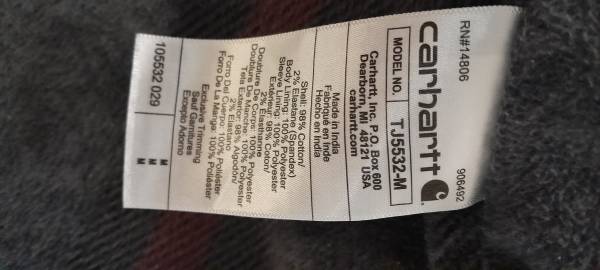 RN#14806 906492
carhartt
MODEL NO. TJ5532-M
Carhartt, Inc. P.O. Box 600
Dearborn, MI 48121 USA
carhartt.com
Made in India
Fabriqué en Inde
Hecho en India
Shell: 98% Cotton/
2% Elastane (Spandex)
Body Lining: 100% Polyester
Sleeve Lining: 100% Polyester
Extérieur: 98% Coton/
2% Élasthanne
Doublure De Corps: 100% Polyester
Doublure De Manche: 100% Polyester
Tela Exterior: 98% Algodón/
2% Elastano
Forro Del Cuerpo: 100% Poliéster
Forro De La Manga: 100% Poliéster
Exclusive Trimming
Sauf Garnitures
Excepto Adorno
105532 029 M M M